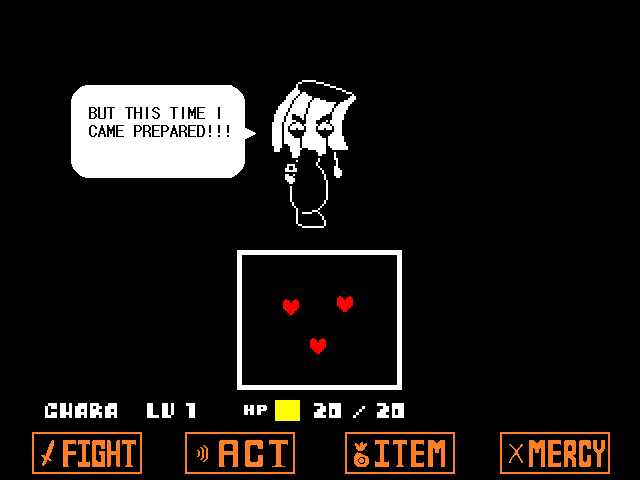 BUT THIS TIME I
CAME PREPARED!!!
CHARA LV 1 HP 20 / 20
FIGHT ACT ITEM MERCY